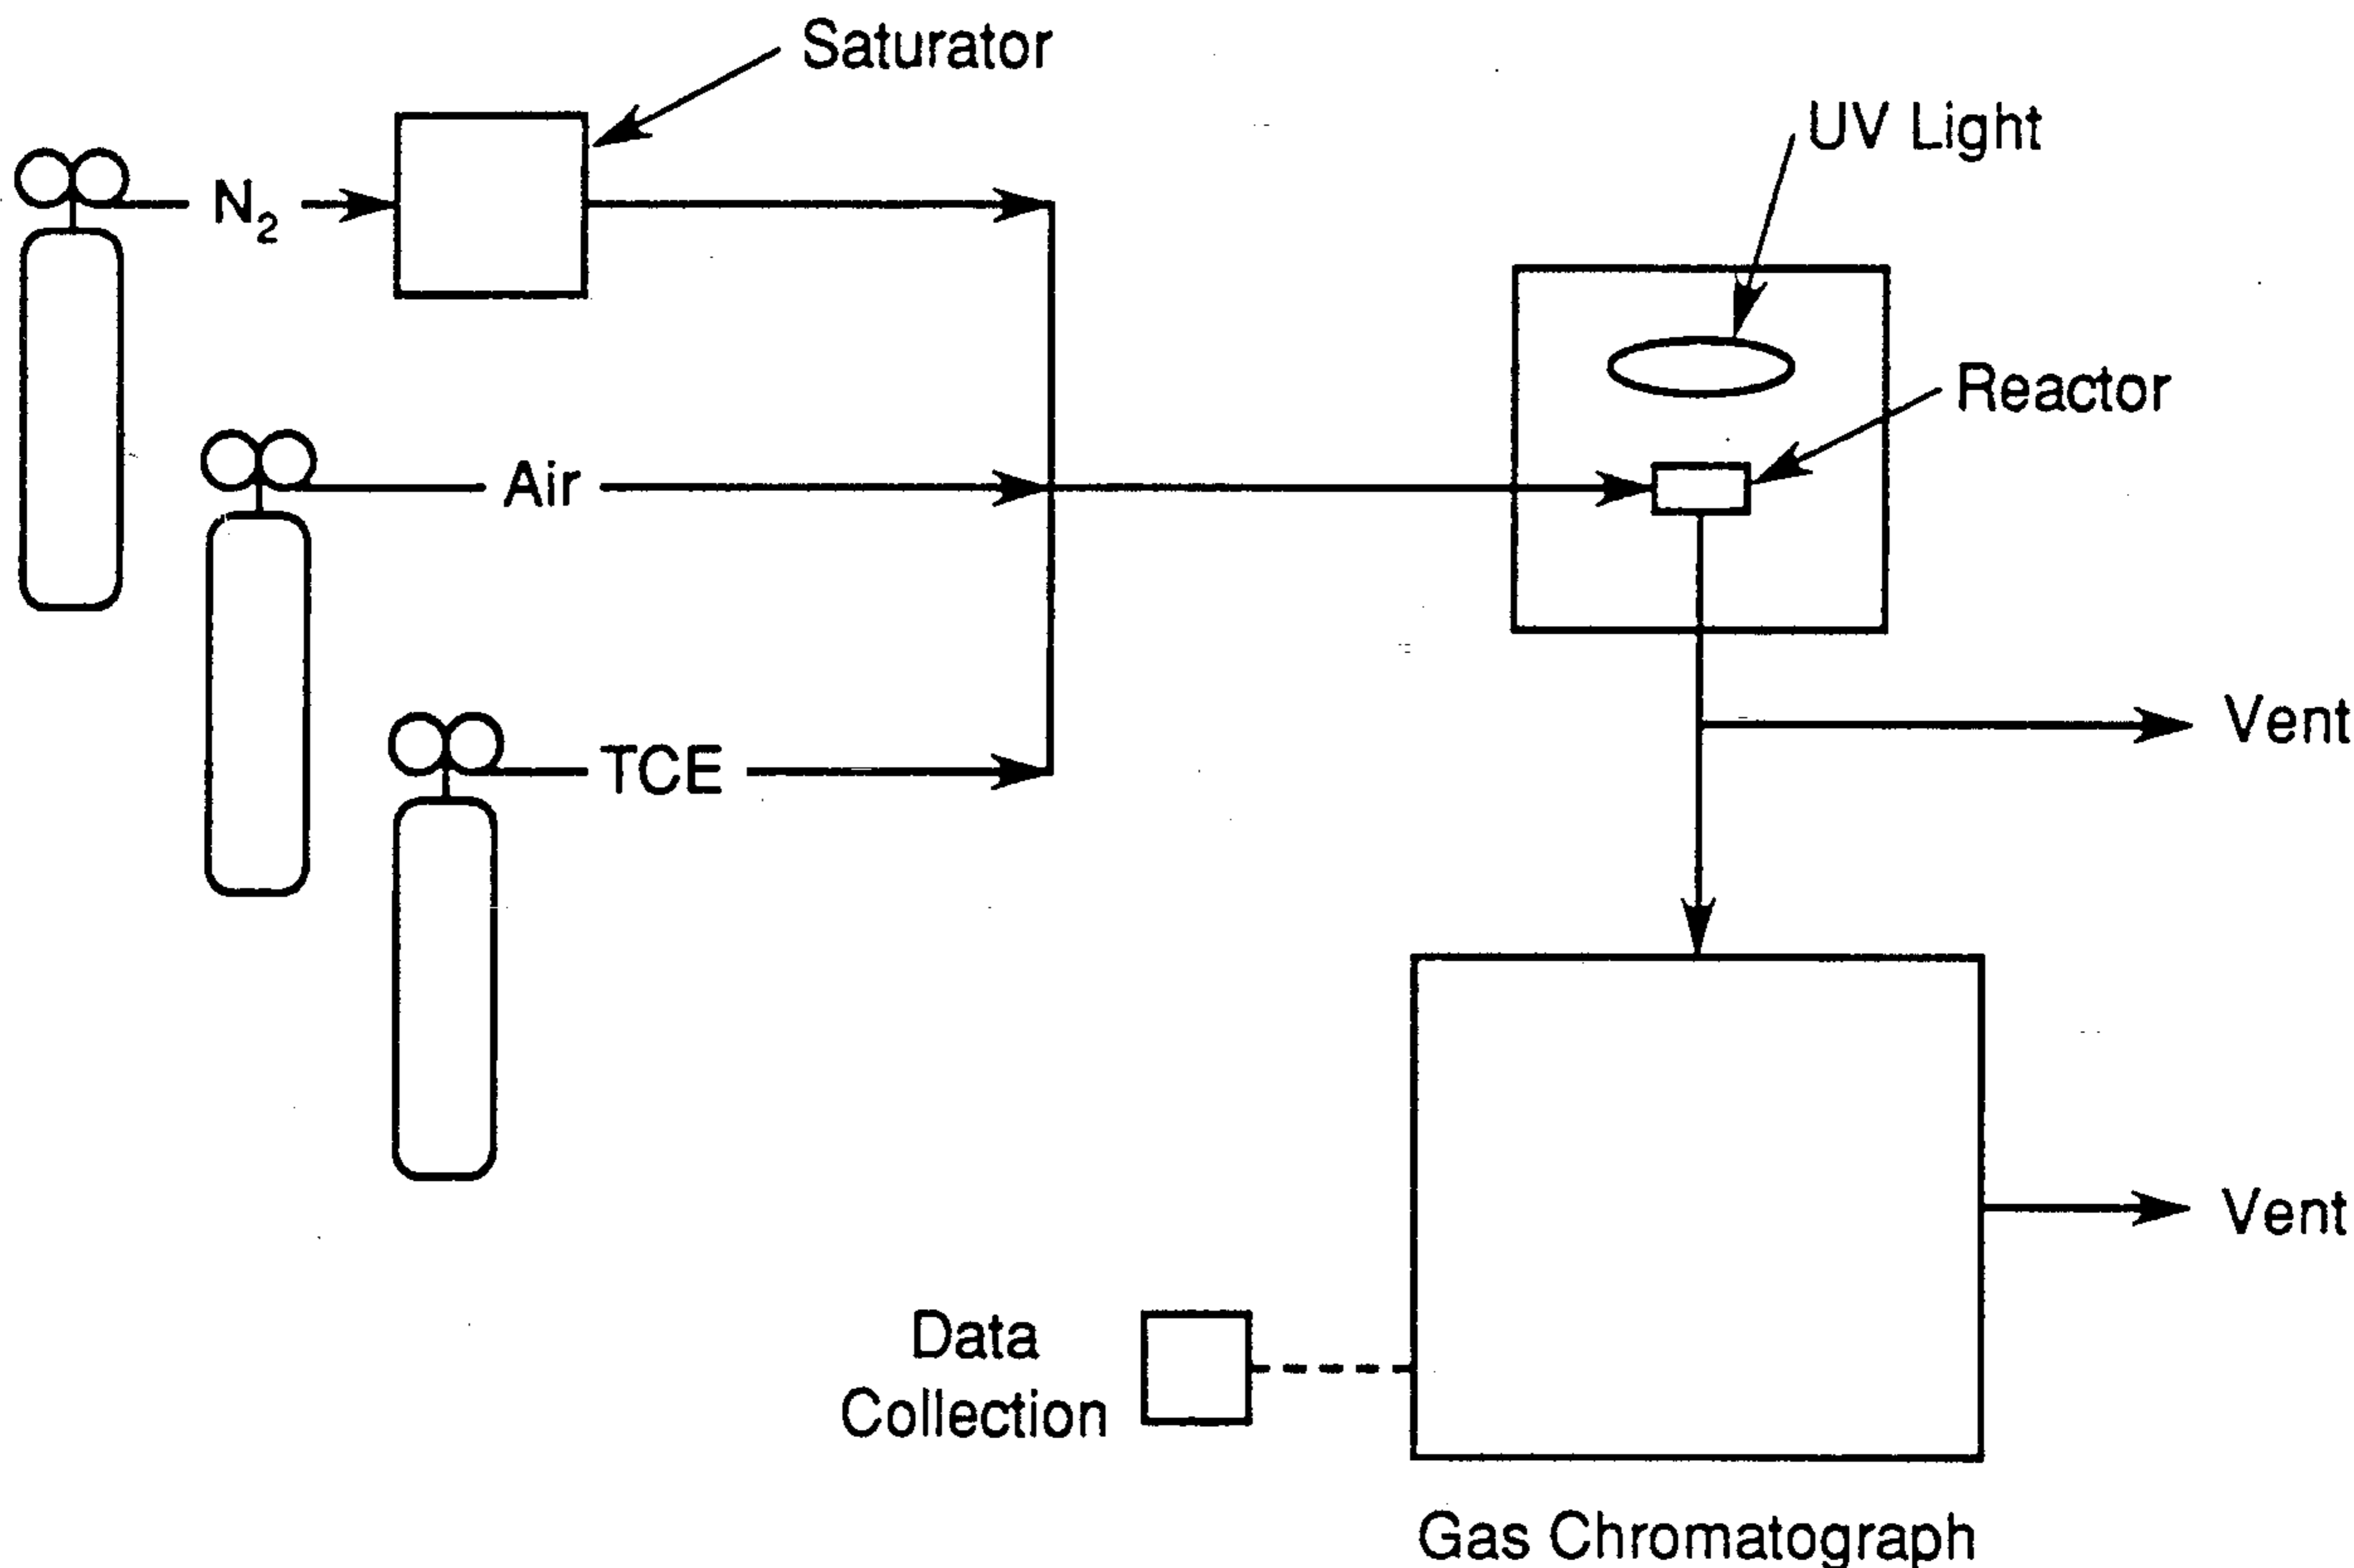 Saturator
UV Light
N₂
Reactor
Air
Vent
TCE
Vent
Data
Collection
Gas Chromatograph